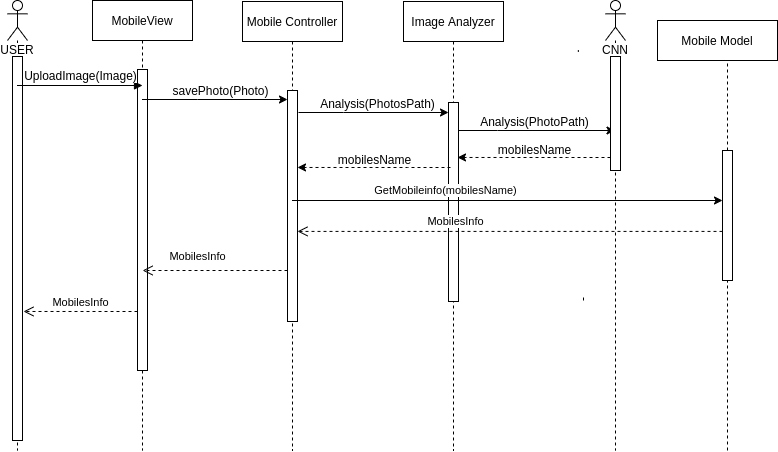 MobileView
Mobile Controller
Image Analyzer
Mobile Model
USER
CNN
UploadImage(Image)
savePhoto(Photo)
Analysis(PhotosPath)
Analysis(PhotoPath)
mobilesName
mobilesName
GetMobileinfo(mobilesName)
MobilesInfo
MobilesInfo
MobilesInfo